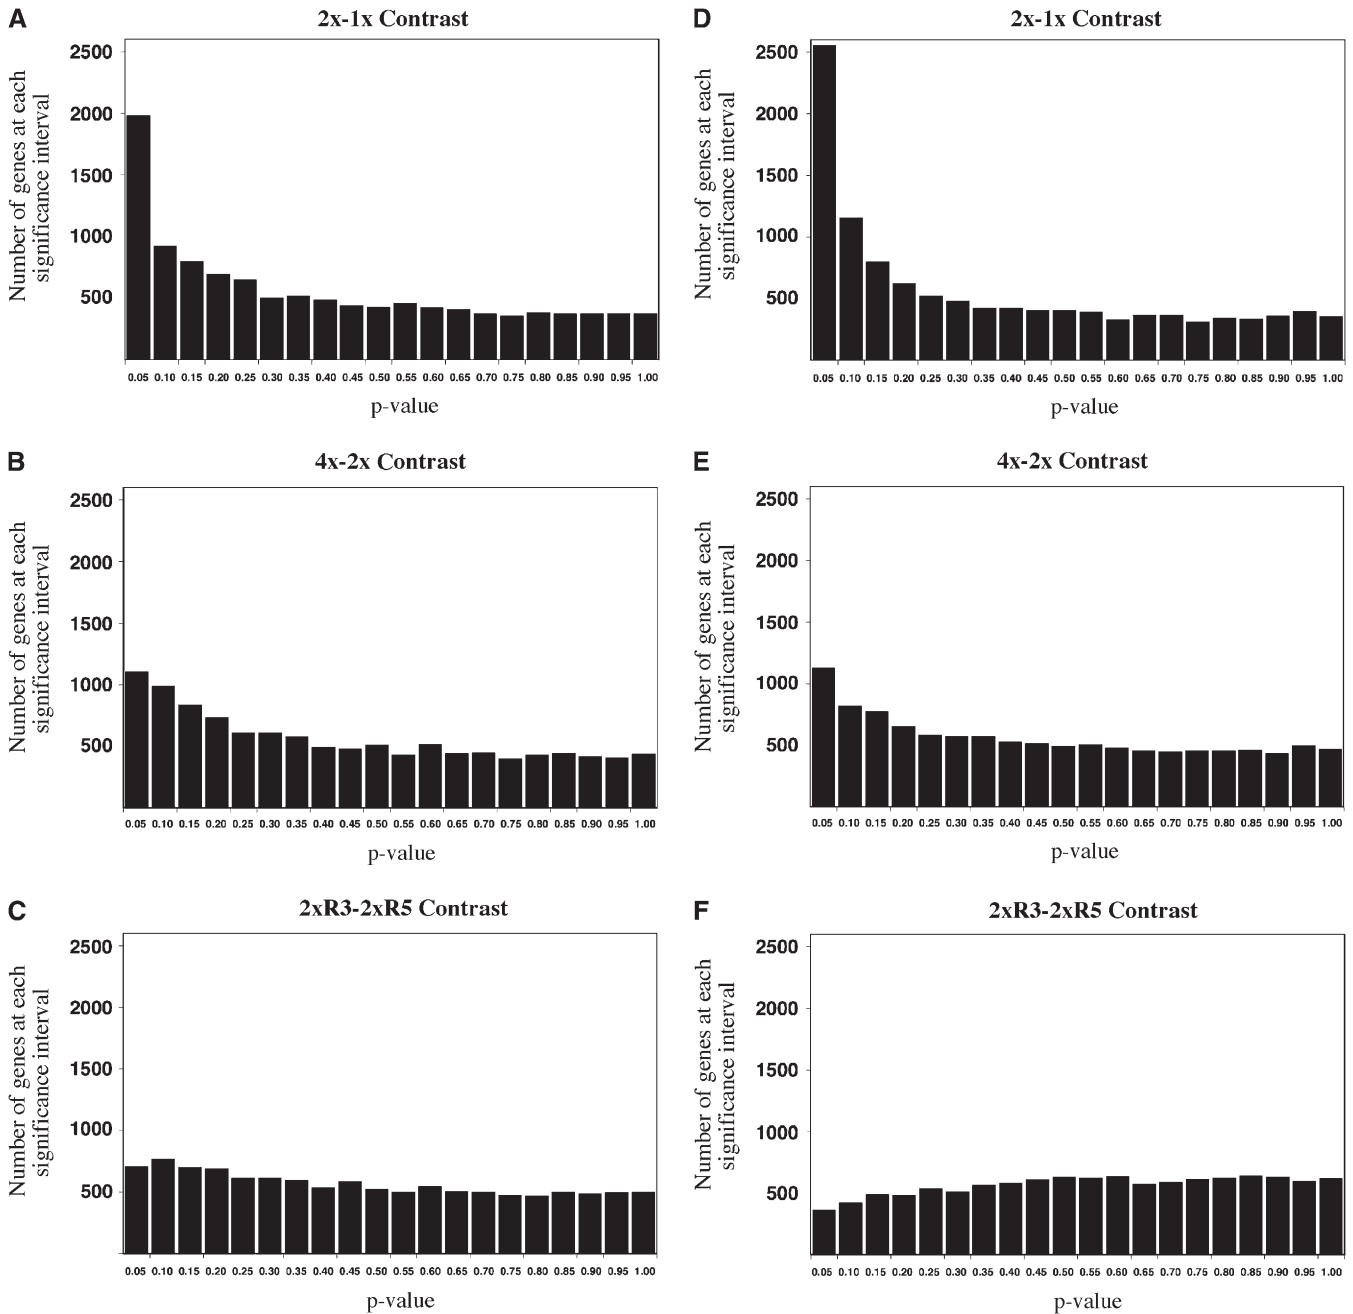 A
2x-1x Contrast
Number of genes at each
significance interval
2500
2000
1500
1000
500
0.05 0.10 0.15 0.20 0.25 0.30 0.35 0.40 0.45 0.50 0.55 0.60 0.65 0.70 0.75 0.80 0.85 0.90 0.95 1.00
p-value
D
2x-1x Contrast
Number of genes at each
significance interval
2500
2000
1500
1000
500
0.05 0.10 0.15 0.20 0.25 0.30 0.35 0.40 0.45 0.50 0.55 0.60 0.65 0.70 0.75 0.80 0.85 0.90 0.95 1.00
p-value
B
4x-2x Contrast
Number of genes at each
significance interval
2500
2000
1500
1000
500
0.05 0.10 0.15 0.20 0.25 0.30 0.35 0.40 0.45 0.50 0.55 0.60 0.65 0.70 0.75 0.80 0.85 0.90 0.95 1.00
p-value
E
4x-2x Contrast
Number of genes at each
significance interval
2500
2000
1500
1000
500
0.05 0.10 0.15 0.20 0.25 0.30 0.35 0.40 0.45 0.50 0.55 0.60 0.65 0.70 0.75 0.80 0.85 0.90 0.95 1.00
p-value
C
2xR3-2xR5 Contrast
Number of genes at each
significance interval
2500
2000
1500
1000
500
0.05 0.10 0.15 0.20 0.25 0.30 0.35 0.40 0.45 0.50 0.55 0.60 0.65 0.70 0.75 0.80 0.85 0.90 0.95 1.00
p-value
F
2xR3-2xR5 Contrast
Number of genes at each
significance interval
2500
2000
1500
1000
500
0.05 0.10 0.15 0.20 0.25 0.30 0.35 0.40 0.45 0.50 0.55 0.60 0.65 0.70 0.75 0.80 0.85 0.90 0.95 1.00
p-value